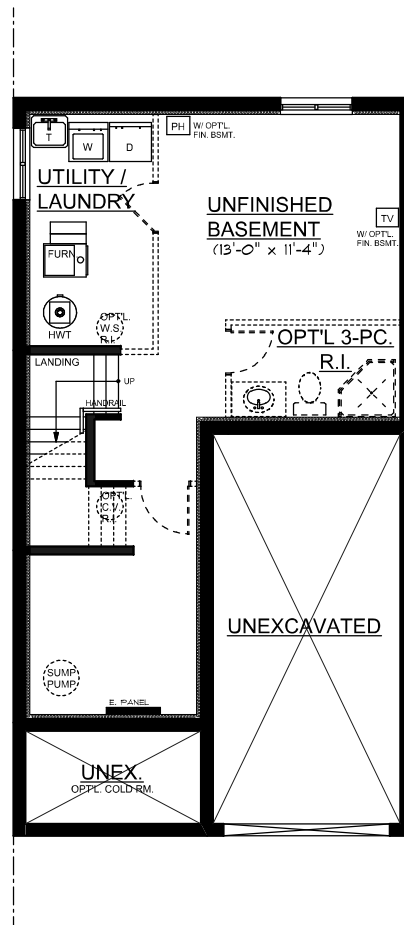 T
W
D
PH
W/ OPT'L.
FIN. BSMT.
UTILITY /
LAUNDRY
UNFINISHED
BASEMENT
(13'-0" x 11'-4")
TV
W/ OPT'L.
FIN. BSMT.
FURN
HWT
OPT'L.
W.S
R.I.
OPT'L 3-PC.
R.I.
LANDING
UP
HANDRAIL
OPT'L
C.V
R.I.
UNEXCAVATED
SUMP
PUMP
E. PANEL
UNEX.
OPT'L. COLD RM.